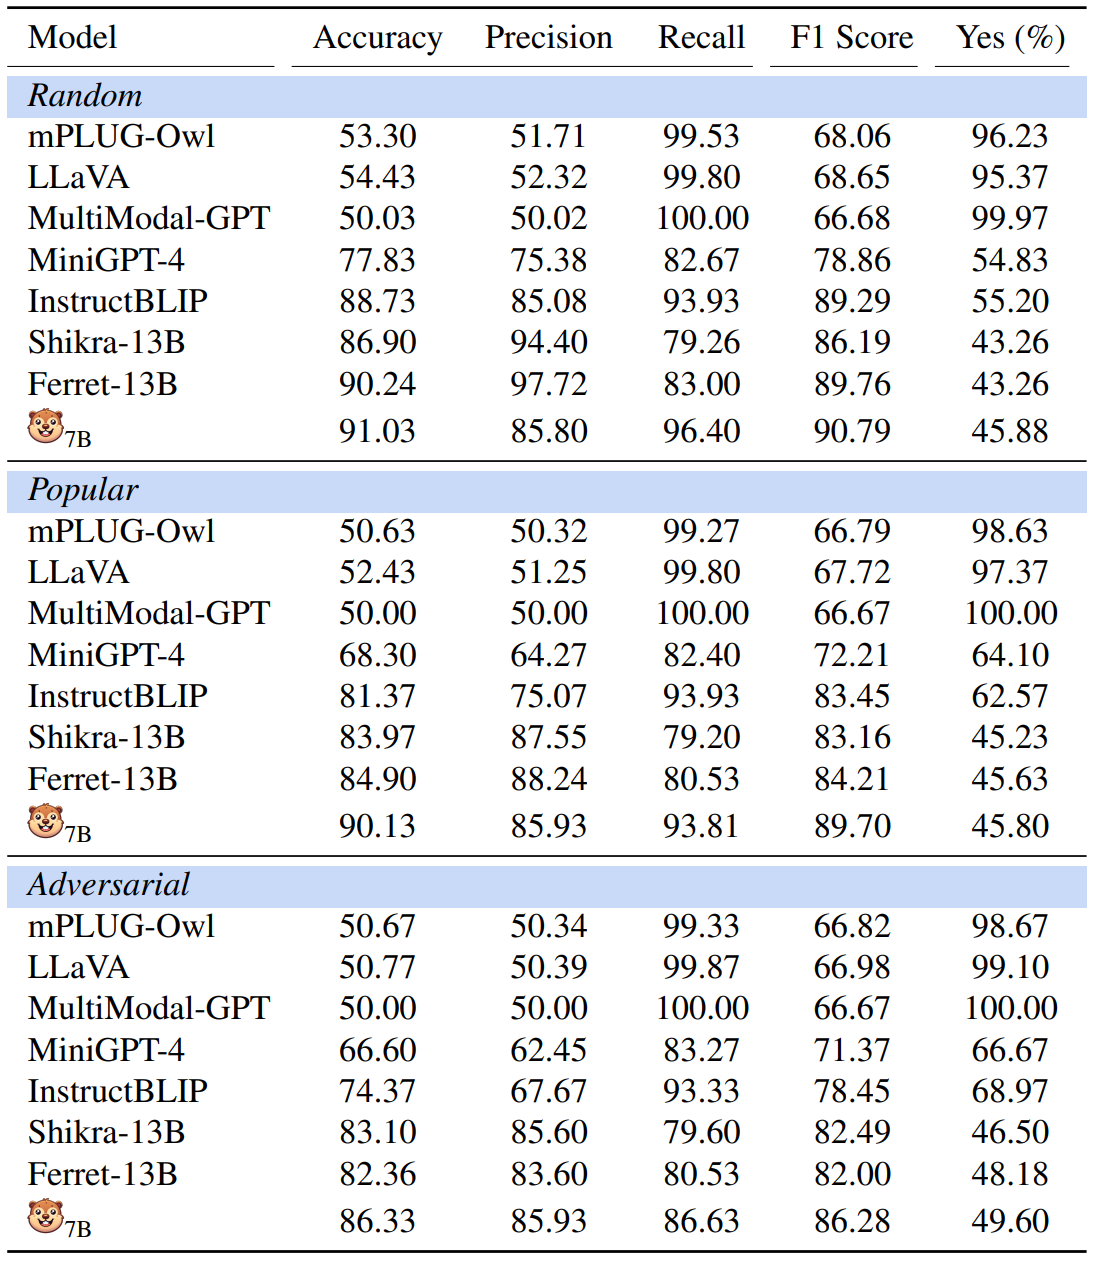 Model Accuracy Precision Recall F1 Score Yes (%)
Random
mPLUG-Owl 53.30 51.71 99.53 68.06 96.23
LLaVA 54.43 52.32 99.80 68.65 95.37
MultiModal-GPT 50.03 50.02 100.00 66.68 99.97
MiniGPT-4 77.83 75.38 82.67 78.86 54.83
InstructBLIP 88.73 85.08 93.93 89.29 55.20
Shikra-13B 86.90 94.40 79.26 86.19 43.26
Ferret-13B 90.24 97.72 83.00 89.76 43.26
7B 91.03 85.80 96.40 90.79 45.88
Popular
mPLUG-Owl 50.63 50.32 99.27 66.79 98.63
LLaVA 52.43 51.25 99.80 67.72 97.37
MultiModal-GPT 50.00 50.00 100.00 66.67 100.00
MiniGPT-4 68.30 64.27 82.40 72.21 64.10
InstructBLIP 81.37 75.07 93.93 83.45 62.57
Shikra-13B 83.97 87.55 79.20 83.16 45.23
Ferret-13B 84.90 88.24 80.53 84.21 45.63
7B 90.13 85.93 93.81 89.70 45.80
Adversarial
mPLUG-Owl 50.67 50.34 99.33 66.82 98.67
LLaVA 50.77 50.39 99.87 66.98 99.10
MultiModal-GPT 50.00 50.00 100.00 66.67 100.00
MiniGPT-4 66.60 62.45 83.27 71.37 66.67
InstructBLIP 74.37 67.67 93.33 78.45 68.97
Shikra-13B 83.10 85.60 79.60 82.49 46.50
Ferret-13B 82.36 83.60 80.53 82.00 48.18
7B 86.33 85.93 86.63 86.28 49.60